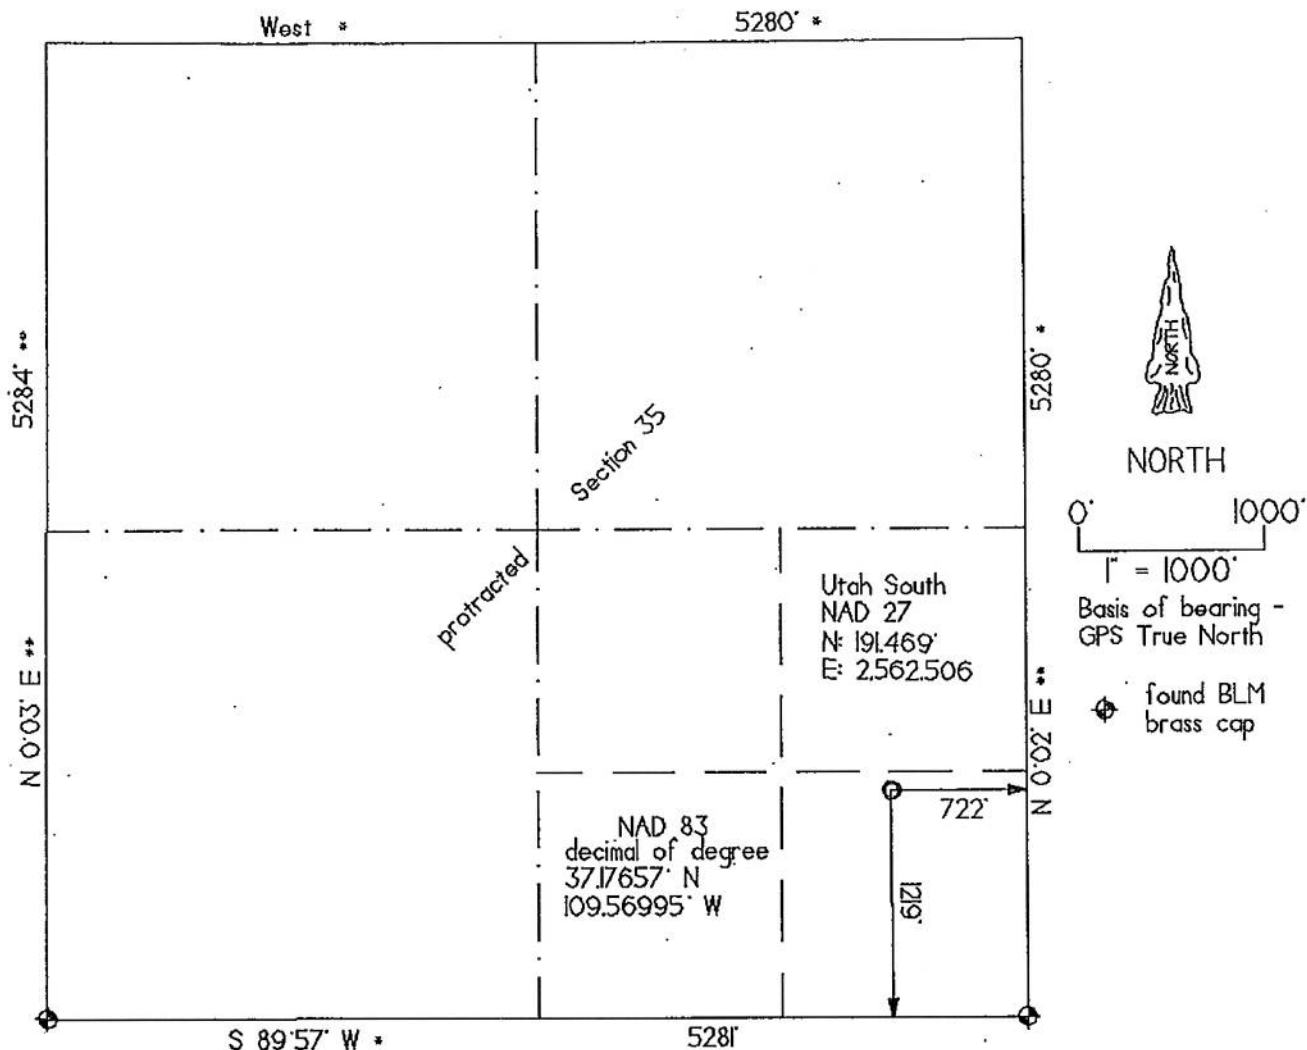 West *
5280' *
5284' **
5280' *
NORTH
Section 35
NORTH
0' 1000'
1" = 1000'
protracted
Utah South
NAD 27
N: 191,469'
E: 2,562,506
Basis of bearing -
GPS True North
found BLM
brass cap
N 0°03' E **
N 0°02' E **
722'
NAD 83
decimal of degree
37.17657° N
109.56995° W
1219'
S 89°57' W *
5281'